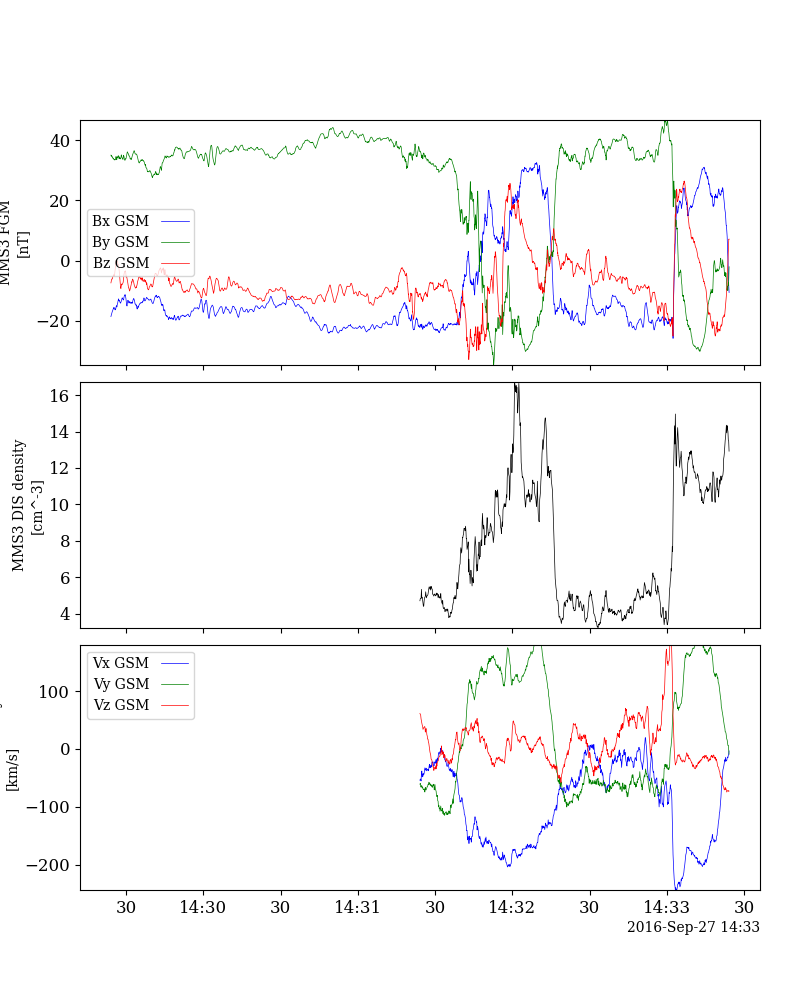 MMS3 FGM
[nT]
40
20
0
−20
Bx GSM
By GSM
Bz GSM
MMS3 DIS density
[cm^-3]
16
14
12
10
8
6
4
[km/s]
100
0
−100
−200
Vx GSM
Vy GSM
Vz GSM
30
14:30
30
14:31
30
14:32
30
14:33
30
2016-Sep-27 14:33